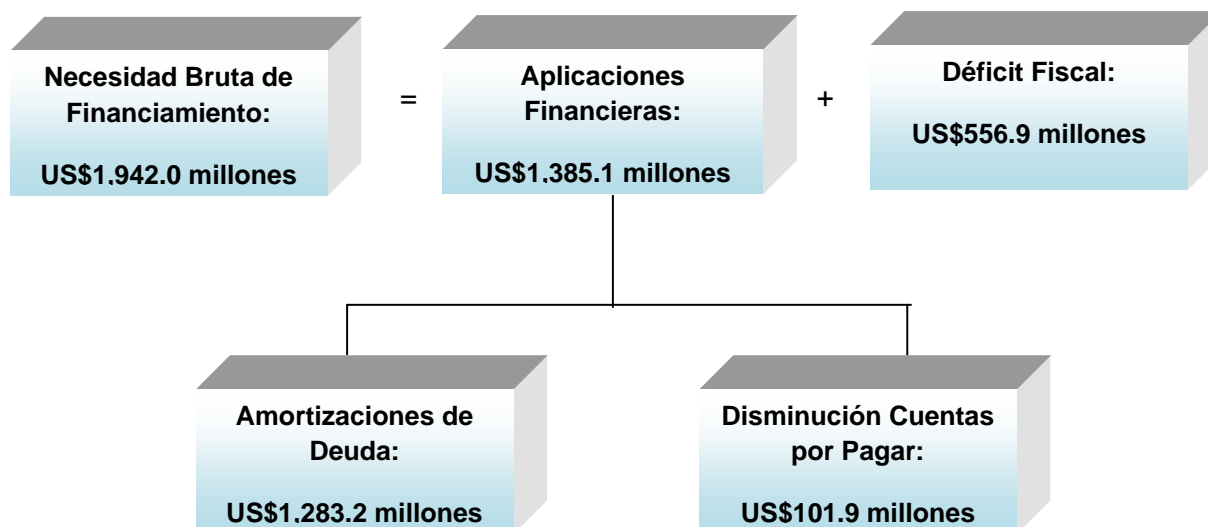 Necesidad Bruta de
Financiamiento:
US$1,942.0 millones
=
Aplicaciones
Financieras:
US$1,385.1 millones
+
Déficit Fiscal:
US$556.9 millones
Amortizaciones de
Deuda:
US$1,283.2 millones
Disminución Cuentas
por Pagar:
US$101.9 millones